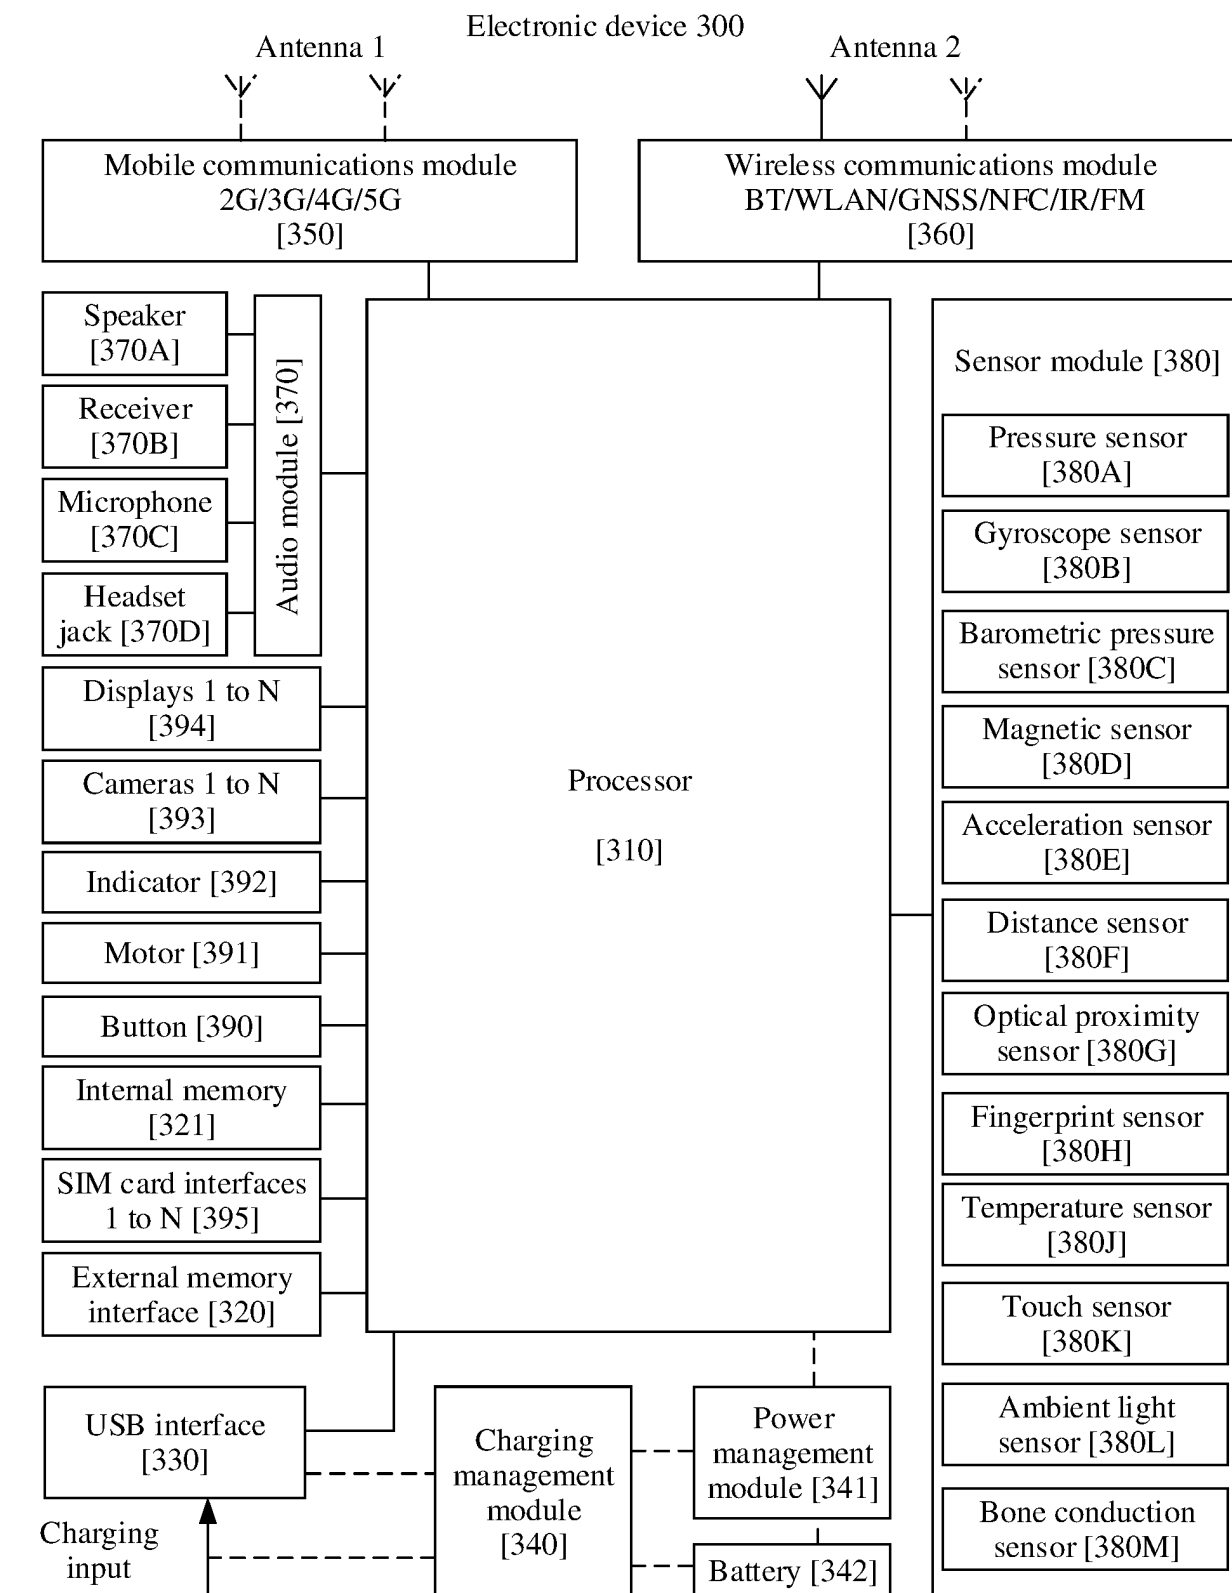 Electronic device 300
Antenna 1
Antenna 2
Mobile communications module
2G/3G/4G/5G
[350]
Wireless communications module
BT/WLAN/GNSS/NFC/IR/FM
[360]
Speaker
[370A]
Receiver
[370B]
Microphone
[370C]
Headset
jack [370D]
Audio module [370]
Displays 1 to N
[394]
Cameras 1 to N
[393]
Indicator [392]
Motor [391]
Button [390]
Internal memory
[321]
SIM card interfaces
1 to N [395]
External memory
interface [320]
Processor
[310]
Sensor module [380]
Pressure sensor
[380A]
Gyroscope sensor
[380B]
Barometric pressure
sensor [380C]
Magnetic sensor
[380D]
Acceleration sensor
[380E]
Distance sensor
[380F]
Optical proximity
sensor [380G]
Fingerprint sensor
[380H]
Temperature sensor
[380J]
Touch sensor
[380K]
Ambient light
sensor [380L]
Bone conduction
sensor [380M]
USB interface
[330]
Charging
input
Charging
management
module
[340]
Power
management
module [341]
Battery [342]